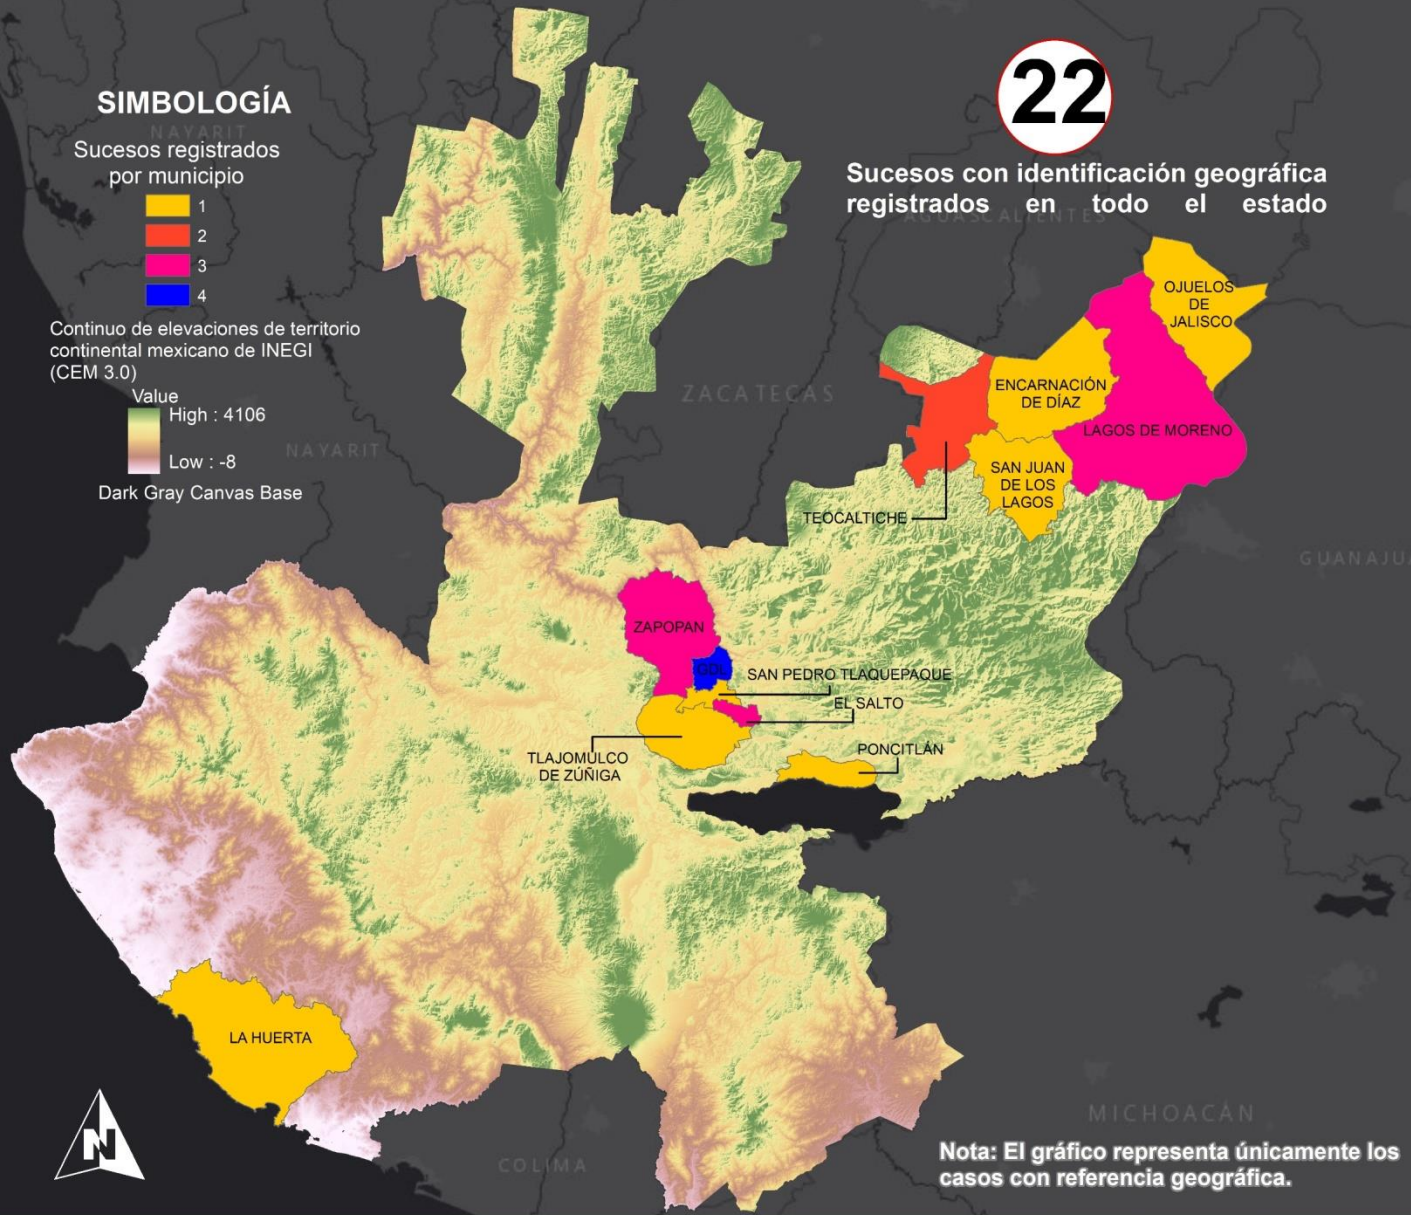 SIMBOLOGÍA
NAYARIT
Sucesos registrados
por municipio
1
2
3
4
Continuo de elevaciones de territorio
continental mexicano de INEGI
(CEM 3.0)
Value
High : 4106
Low : -8
Dark Gray Canvas Base
22
Sucesos con identificación geográfica
registrados en todo el estado
AGUASCALIENTES
OJUELOS
DE
JALISCO
ENCARNACIÓN
DE DÍAZ
LAGOS DE MORENO
SAN JUAN
DE LOS
LAGOS
TEOCALTICHE
ZACATECAS
NAYARIT
GUANAJUA
ZAPOPAN
GDL
SAN PEDRO TLAQUEPAQUE
EL SALTO
TLAJOMULCO
DE ZÚÑIGA
PONCITLÁN
LA HUERTA
N
COLIMA
MICHOACÁN
Nota: El gráfico representa únicamente los
casos con referencia geográfica.